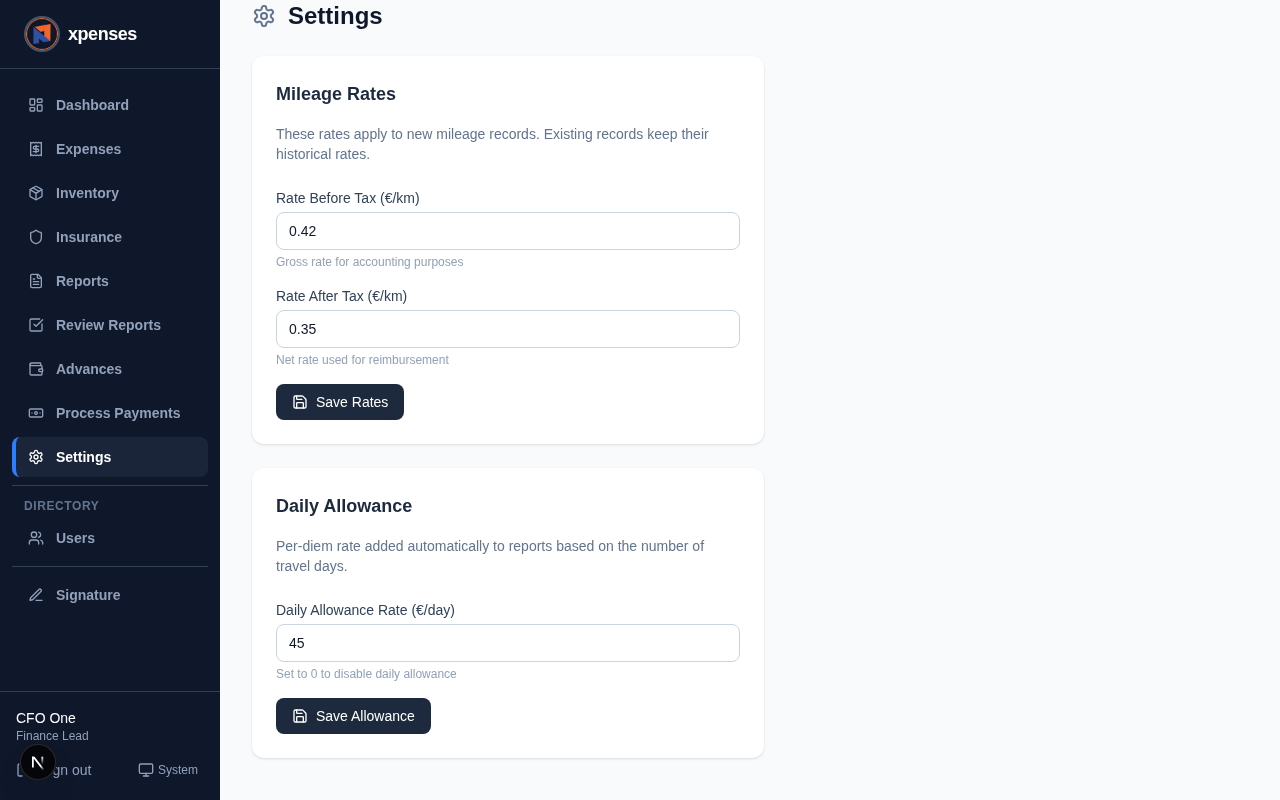 xpenses
Dashboard
Expenses
Inventory
Insurance
Reports
Review Reports
Advances
Process Payments
Settings
DIRECTORY
Users
Signature
CFO One
Finance Lead
gn out
System
Settings
Mileage Rates
These rates apply to new mileage records. Existing records keep their
historical rates.
Rate Before Tax (€/km)
0.42
Gross rate for accounting purposes
Rate After Tax (€/km)
0.35
Net rate used for reimbursement
Save Rates
Daily Allowance
Per-diem rate added automatically to reports based on the number of
travel days.
Daily Allowance Rate (€/day)
45
Set to 0 to disable daily allowance
Save Allowance